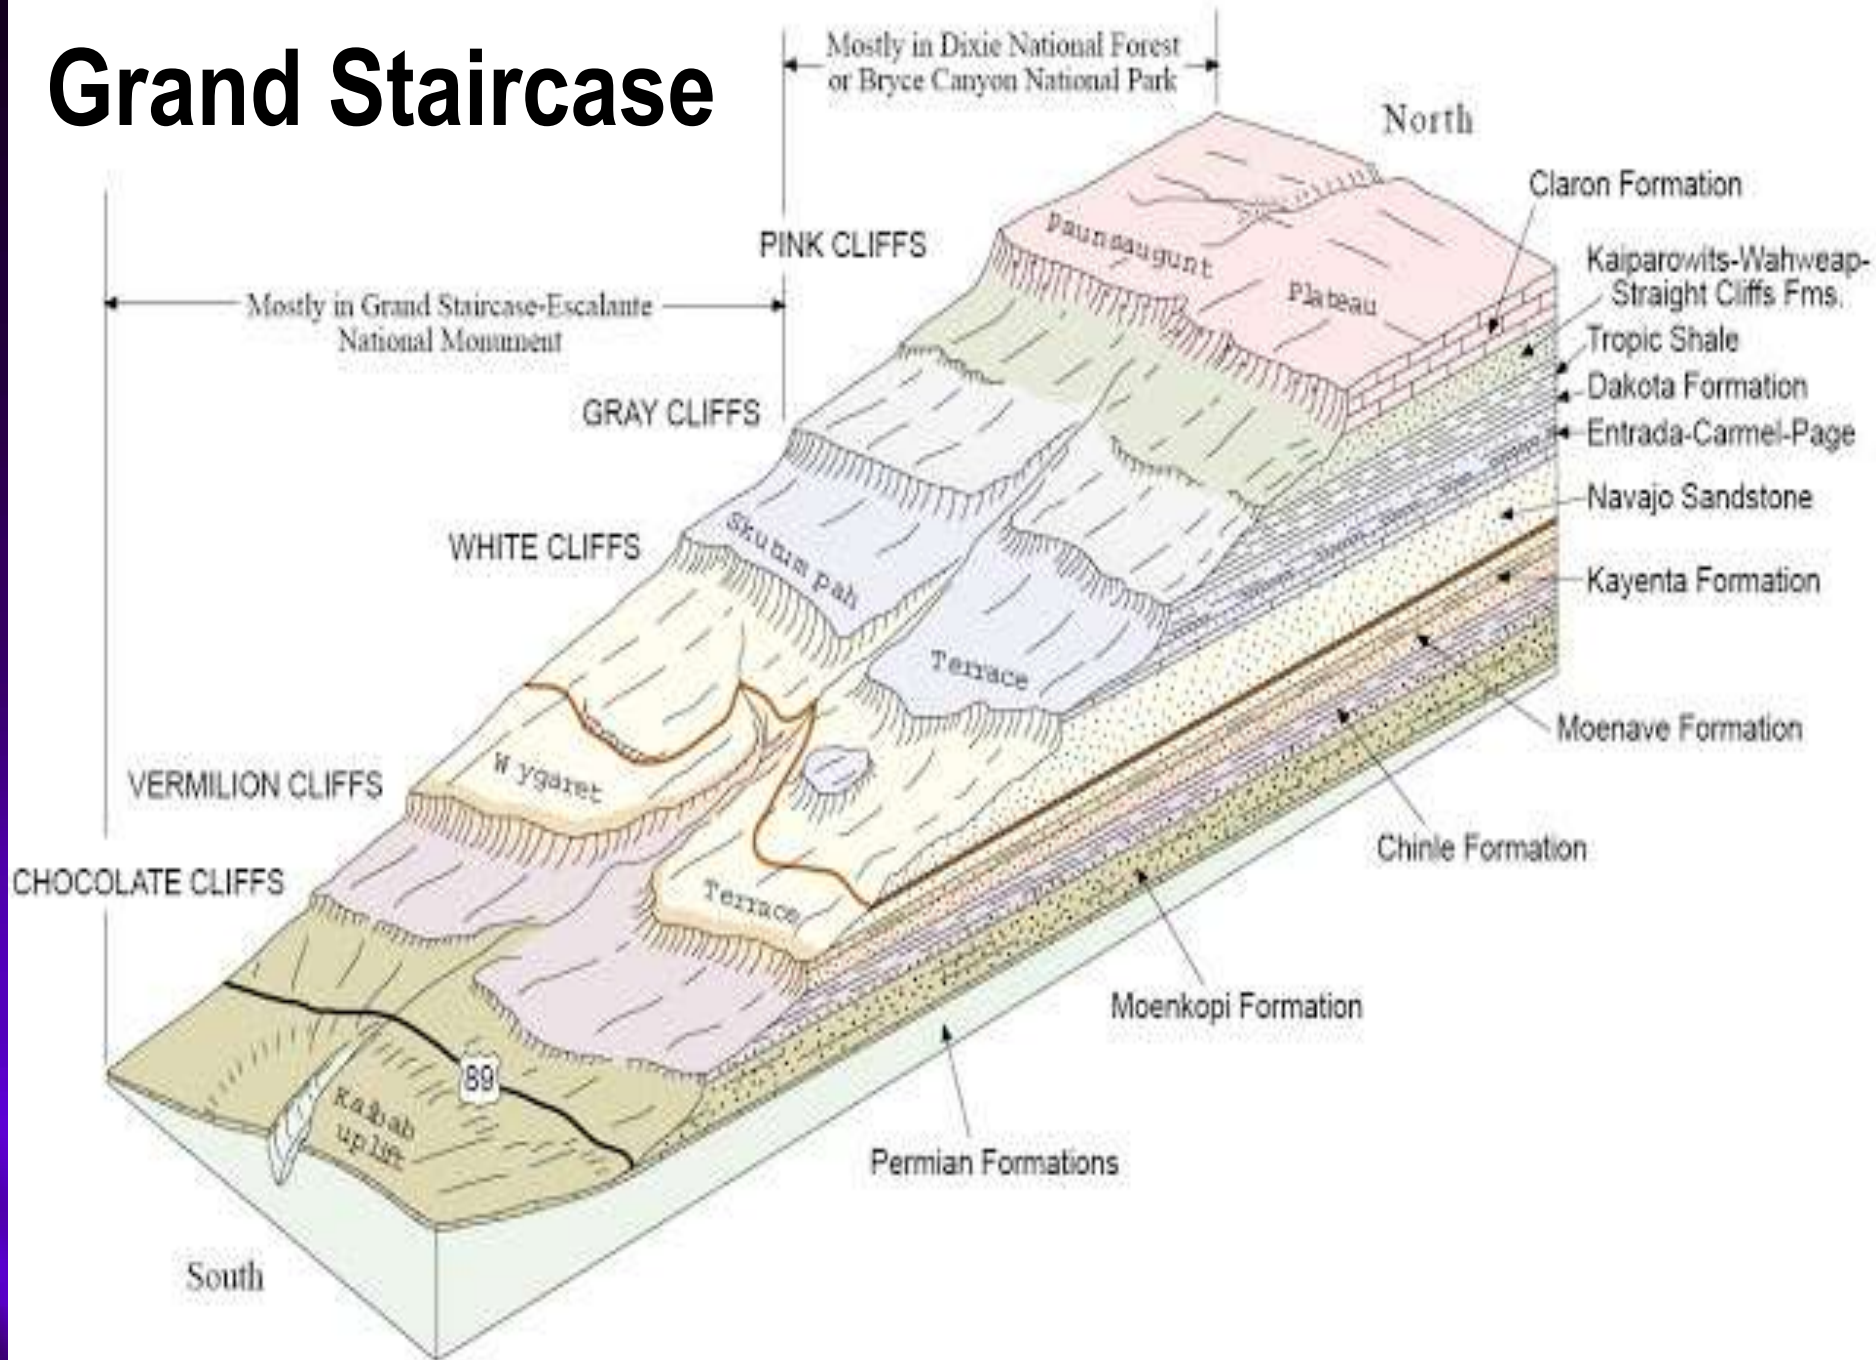 Grand Staircase
Mostly in Dixie National Forest
or Bryce Canyon National Park
North
Claron Formation
PINK CLIFFS
Paunsaugunt
Plateau
Kaiparowits-Wahweap-
Straight Cliffs Fms.
Mostly in Grand Staircase-Escalante
National Monument
Tropic Shale
Dakota Formation
GRAY CLIFFS
Entrada-Carmel-Page
Navajo Sandstone
WHITE CLIFFS
Skutumpah
Terrace
Kayenta Formation
Moenave Formation
VERMILION CLIFFS
Wygaret
Terrace
Chinle Formation
CHOCOLATE CLIFFS
Moenkopi Formation
89
Kaibab
uplift
Permian Formations
South